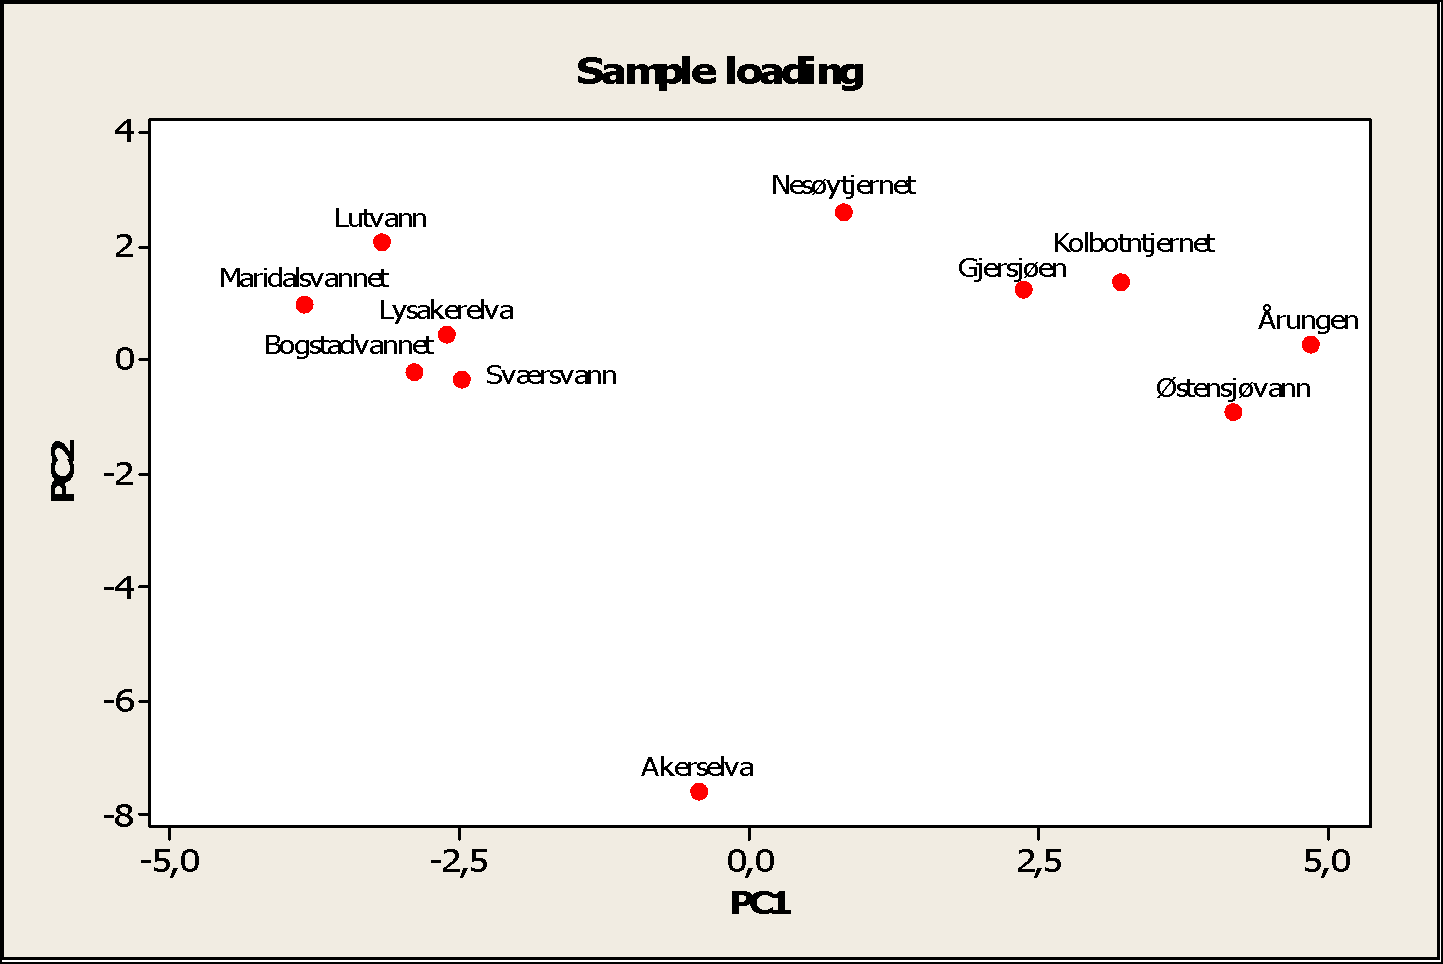 Sample loading
4
Nesøytjernet
Lutvann
2
Kolbotntjernet
Gjersjøen
Maridalsvannet
Lysakerelva
Årungen
Bogstadvannet
0
Sværsvann
Østensjøvann
PC2
-2
-4
-6
Akerselva
-8
-5,0 -2,5 0,0 2,5 5,0
PC1